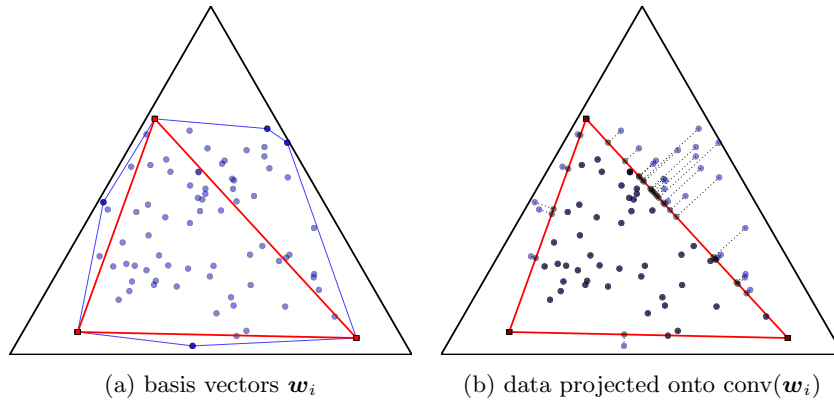 (a) basis vectors 𝒘ᵢ
(b) data projected onto conv(𝒘ᵢ)